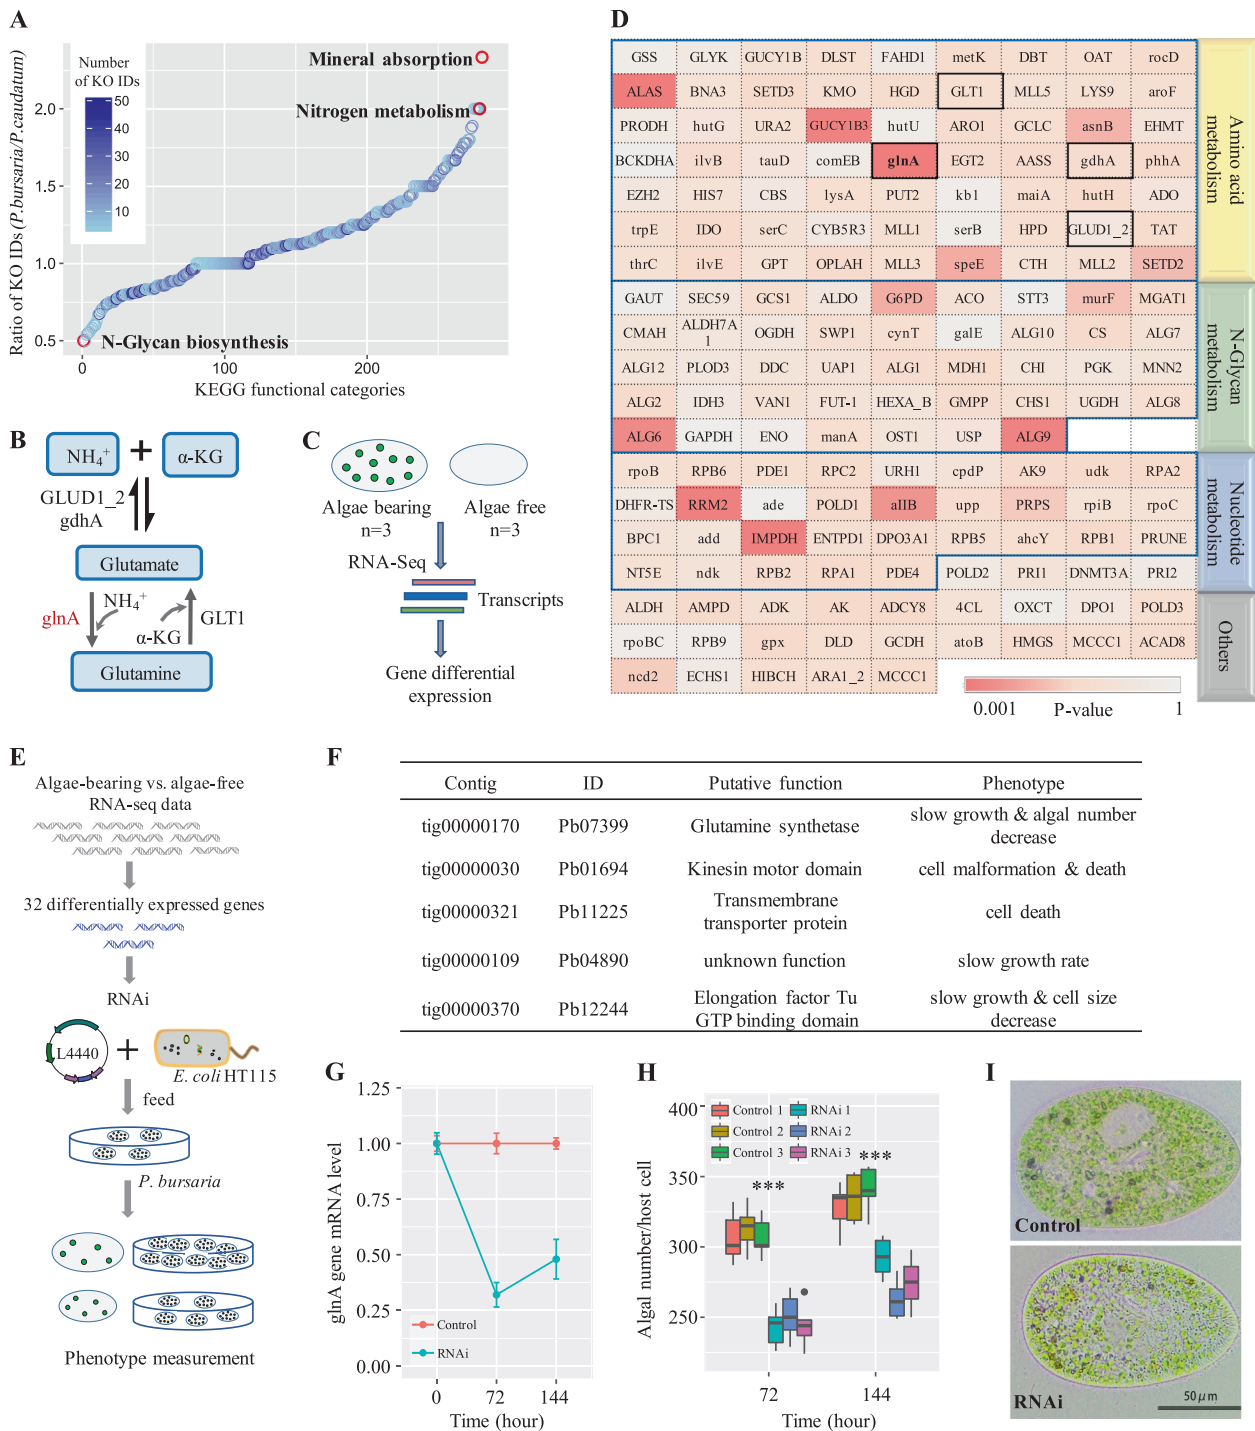 A
Number
of KO IDs
50
40
30
20
10
Mineral absorption
Nitrogen metabolism
N-Glycan biosynthesis
Ratio of KO IDs (P.bursaria/P.caudatum)
2.0
1.5
1.0
0.5
0
100
200
KEGG functional categories
B
NH₄⁺ + α-KG
GLUD1_2
gdhA
Glutamate
glnA
NH₄⁺
α-KG
GLT1
Glutamine
C
Algae bearing
n=3
Algae free
n=3
RNA-Seq
Transcripts
Gene differential
expression
D
GSS GLYK GUCY1B DLST FAHD1 metK DBT OAT rocD
ALAS BNA3 SETD3 KMO HGD GLT1 MLL5 LYS9 aroF
PRODH hutG URA2 GUCY1B3 hutU ARO1 GCLC asnB EHMT
BCKDHA ilvB tauD comEB glnA EGT2 AASS gdhA phhA
EZH2 HIS7 CBS lysA PUT2 kb1 maiA hutH ADO
trpE IDO serC CYB5R3 MLL1 serB HPD GLUD1_2 TAT
thrC ilvE GPT OPLAH MLL3 speE CTH MLL2 SETD2
GAUT SEC59 GCS1 ALDO G6PD ACO STT3 murF MGAT1
CMAH ALDH7A1 OGDH SWP1 cynT galE ALG10 CS ALG7
ALG12 PLOD3 DDC UAP1 ALG1 MDH1 CHI PGK MNN2
ALG2 IDH3 VAN1 FUT-1 HEXA_B GMPP CHS1 UGDH ALG8
ALG6 GAPDH ENO manA OST1 USP ALG9
rpoB RPB6 PDE1 RPC2 URH1 cpdP AK9 udk RPA2
DHFR-TS RRM2 ade POLD1 allB upp PRPS rpiB rpoC
BPC1 add IMPDH ENTPD1 DPO3A1 RPB5 ahcY RPB1 PRUNE
NT5E ndk RPB2 RPA1 PDE4 POLD2 PRI1 DNMT3A PRI2
ALDH AMPD ADK AK ADCY8 4CL OXCT DPO1 POLD3
rpoBC RPB9 gpx DLD GCDH atoB HMGS MCCC1 ACAD8
ncd2 ECHS1 HIBCH ARA1_2 MCCC1
0.001 P-value 1
Amino acid
metabolism
N-Glycan
metabolism
Nucleotide
metabolism
Others
E
Algae-bearing vs. algae-free
RNA-seq data
32 differentially expressed genes
RNAi
L4440 +
E. coli HT115
feed
P. bursaria
Phenotype measurement
F
Contig ID Putative function Phenotype
tig00000170 Pb07399 Glutamine synthetase slow growth & algal number
decrease
tig00000030 Pb01694 Kinesin motor domain cell malformation & death
tig00000321 Pb11225 Transmembrane
transporter protein cell death
tig00000109 Pb04890 unknown function slow growth rate
tig00000370 Pb12244 Elongation factor Tu
GTP binding domain slow growth & cell size
decrease
G
glnA gene mRNA level
1.25
1.00
0.75
0.50
0.25
0.00
Control
RNAi
0 72 144
Time (hour)
H
Algal number/host cell
400
350
300
250
Control 1 RNAi 1
Control 2 RNAi 2
Control 3 RNAi 3
***
***
72 144
Time (hour)
I
Control
RNAi
50 μm